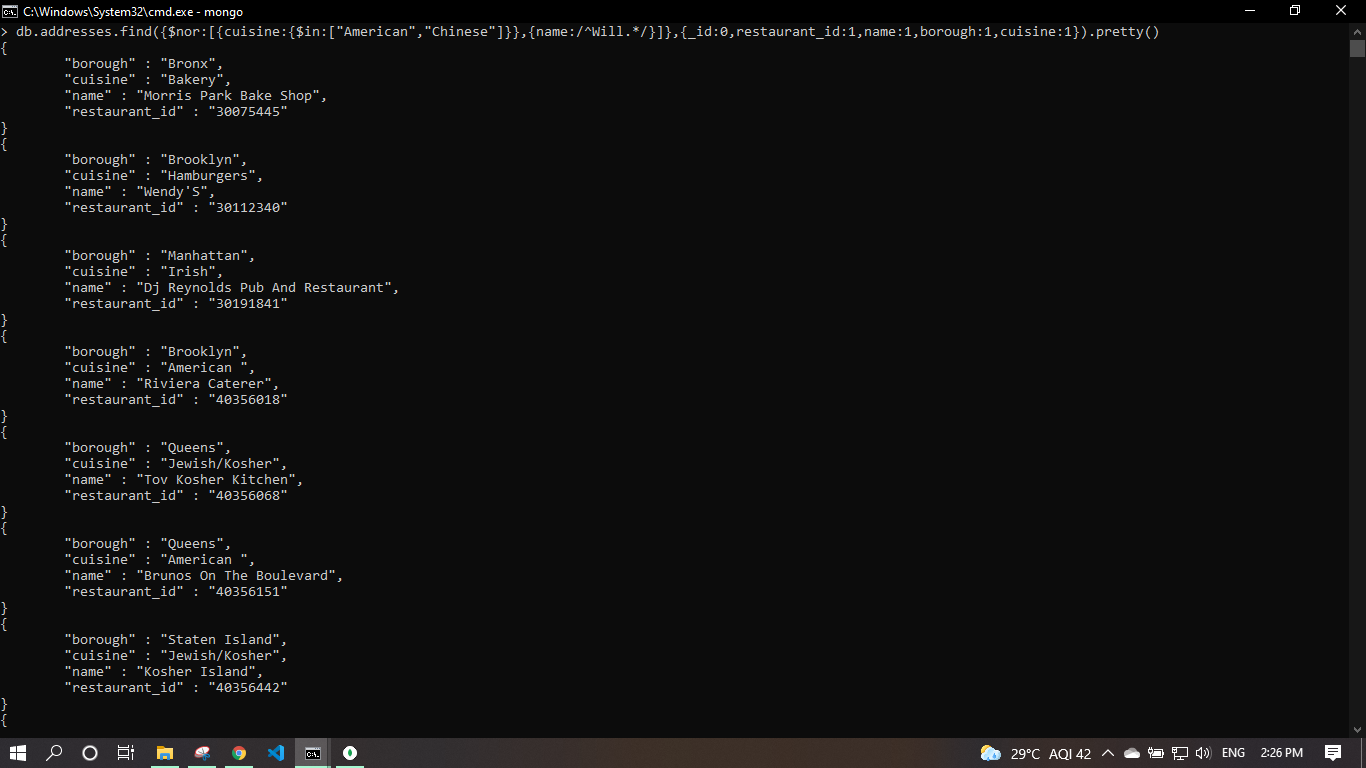 C:\Windows\System32\cmd.exe - mongo
> db.addresses.find({$nor:[{cuisine:{$in:["American","Chinese"]}},{name:/^Will.*/}]},{_id:0,restaurant_id:1,name:1,borough:1,cuisine:1}).pretty()
{
"borough" : "Bronx",
"cuisine" : "Bakery",
"name" : "Morris Park Bake Shop",
"restaurant_id" : "30075445"
}
{
"borough" : "Brooklyn",
"cuisine" : "Hamburgers",
"name" : "Wendy'S",
"restaurant_id" : "30112340"
}
{
"borough" : "Manhattan",
"cuisine" : "Irish",
"name" : "Dj Reynolds Pub And Restaurant",
"restaurant_id" : "30191841"
}
{
"borough" : "Brooklyn",
"cuisine" : "American ",
"name" : "Riviera Caterer",
"restaurant_id" : "40356018"
}
{
"borough" : "Queens",
"cuisine" : "Jewish/Kosher",
"name" : "Tov Kosher Kitchen",
"restaurant_id" : "40356068"
}
{
"borough" : "Queens",
"cuisine" : "American ",
"name" : "Brunos On The Boulevard",
"restaurant_id" : "40356151"
}
{
"borough" : "Staten Island",
"cuisine" : "Jewish/Kosher",
"name" : "Kosher Island",
"restaurant_id" : "40356442"
}
{
29°C AQI 42 ENG 2:26 PM